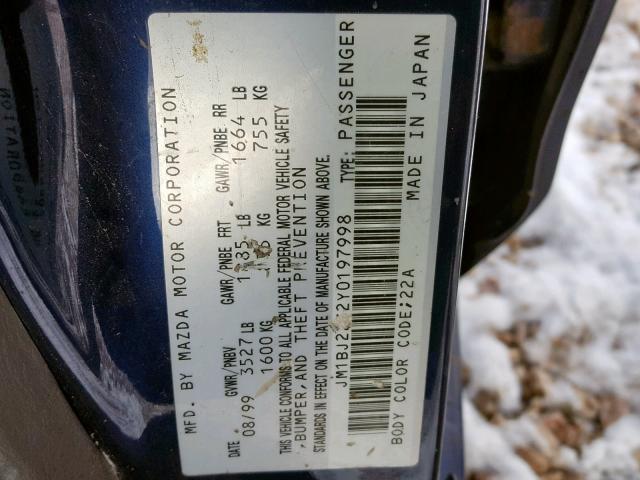 MFD. BY MAZDA MOTOR CORPORATION
DATE GVWR/PNBV GAWR/PNBE FRT GAWR/PNBE RR
08/99 3527 LB LB 1664 LB
1600 KG KG 755 KG
THIS VEHICLE CONFORMS TO ALL APPLICABLE FEDERAL MOTOR VEHICLE SAFETY
, BUMPER, AND THEFT PREVENTION
STANDARDS IN EFFECT ON THE DATE OF MANUFACTURE SHOWN ABOVE.
TYPE: PASSENGER
BODY COLOR CODE:22A MADE IN JAPAN